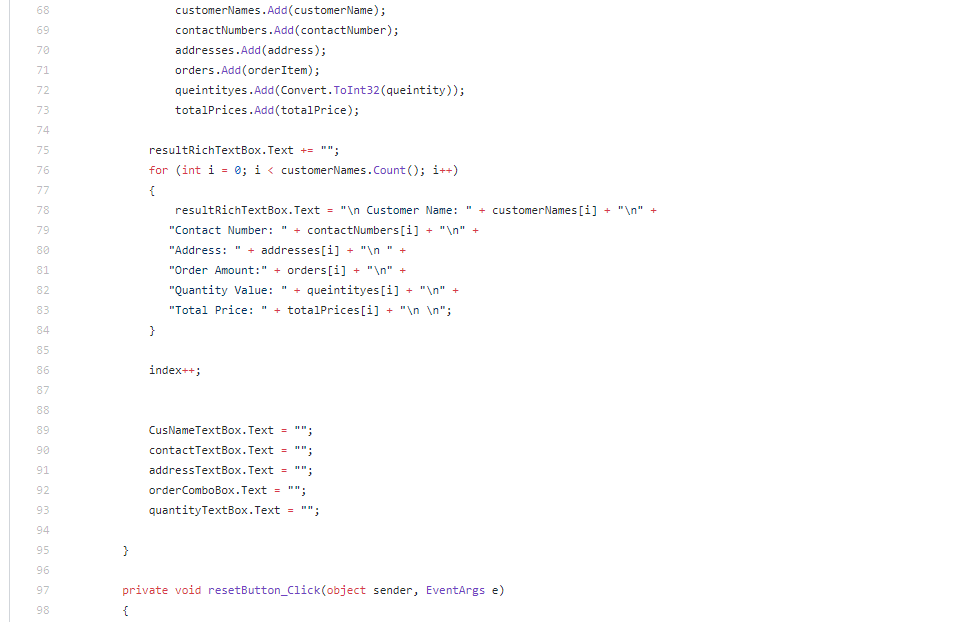 68 customerNames.Add(customerName);
69 contactNumbers.Add(contactNumber);
70 addresses.Add(address);
71 orders.Add(orderItem);
72 queintityes.Add(Convert.ToInt32(queintity));
73 totalPrices.Add(totalPrice);
74
75 resultRichTextBox.Text += "";
76 for (int i = 0; i < customerNames.Count(); i++)
77 {
78 resultRichTextBox.Text = "\n Customer Name: " + customerNames[i] + "\n" +
79 "Contact Number: " + contactNumbers[i] + "\n" +
80 "Address: " + addresses[i] + "\n " +
81 "Order Amount:" + orders[i] + "\n" +
82 "Quantity Value: " + queintityes[i] + "\n" +
83 "Total Price: " + totalPrices[i] + "\n \n";
84 }
85
86 index++;
87
88
89 CusNameTextBox.Text = "";
90 contactTextBox.Text = "";
91 addressTextBox.Text = "";
92 orderComboBox.Text = "";
93 quantityTextBox.Text = "";
94
95 }
96
97 private void resetButton_Click(object sender, EventArgs e)
98 {